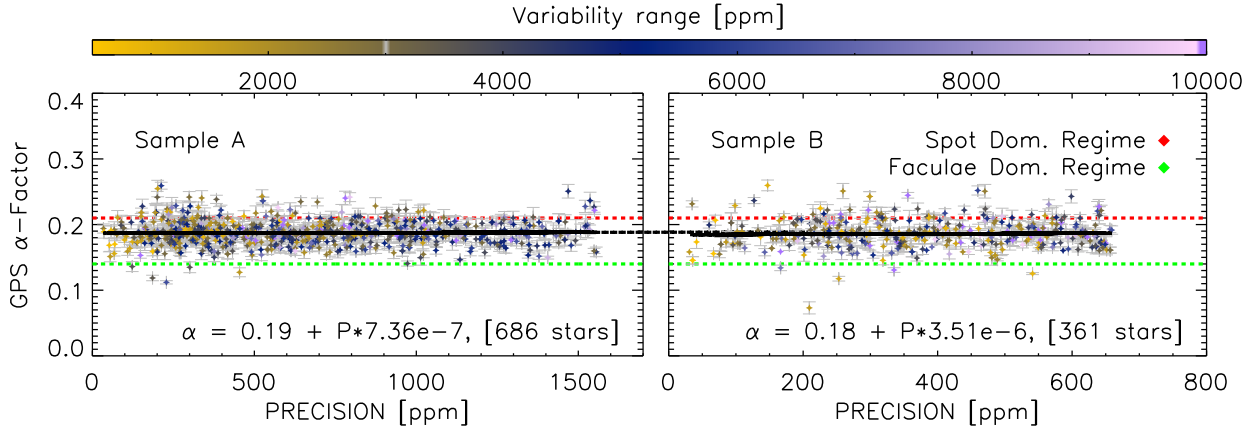 Variability range [ppm]
2000 4000 6000 8000 10000
GPS α-Factor
0.4
0.3
0.2
0.1
0.0
Sample A
α = 0.19 + P*7.36e-7, [686 stars]
0 500 1000 1500
PRECISION [ppm]
Sample B
Spot Dom. Regime
Faculae Dom. Regime
α = 0.18 + P*3.51e-6, [361 stars]
0 200 400 600 800
PRECISION [ppm]